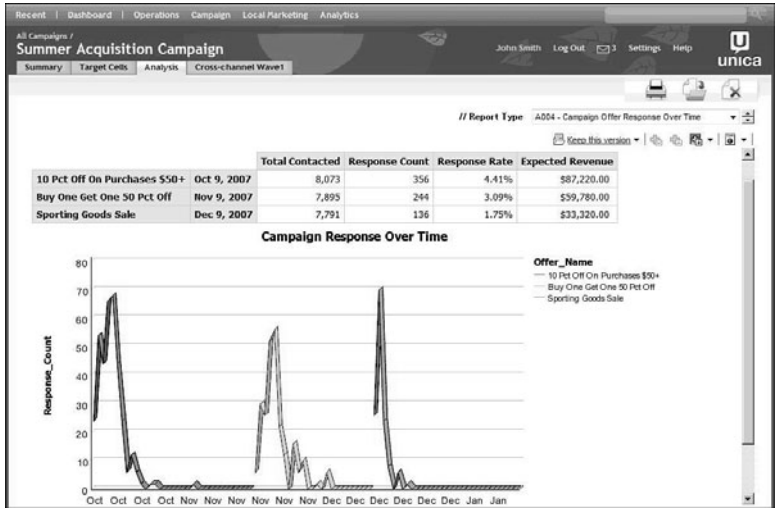 Recent | Dashboard | Operations Campaign Local Marketing Analytics
All Campaigns /
Summer Acquisition Campaign
John Smith Log Out 3 Settings Help
unica
Summary Target Cells Analysis Cross-channel Wave1
// Report Type A004 - Campaign Offer Response Over Time
Keep this version
Total Contacted Response Count Response Rate Expected Revenue
10 Pct Off On Purchases $50+ Oct 9, 2007 8,073 356 4.41% $87,220.00
Buy One Get One 50 Pct Off Nov 9, 2007 7,895 244 3.09% $59,780.00
Sporting Goods Sale Dec 9, 2007 7,791 136 1.75% $33,320.00
Campaign Response Over Time
Offer_Name
10 Pct Off On Purchases $50+
Buy One Get One 50 Pct Off
Sporting Goods Sale
Response_Count
80
70
60
50
40
30
20
10
0
Oct Oct Oct Oct Nov Nov Nov Nov Nov Nov Dec Dec Dec Dec Dec Dec Jan Jan